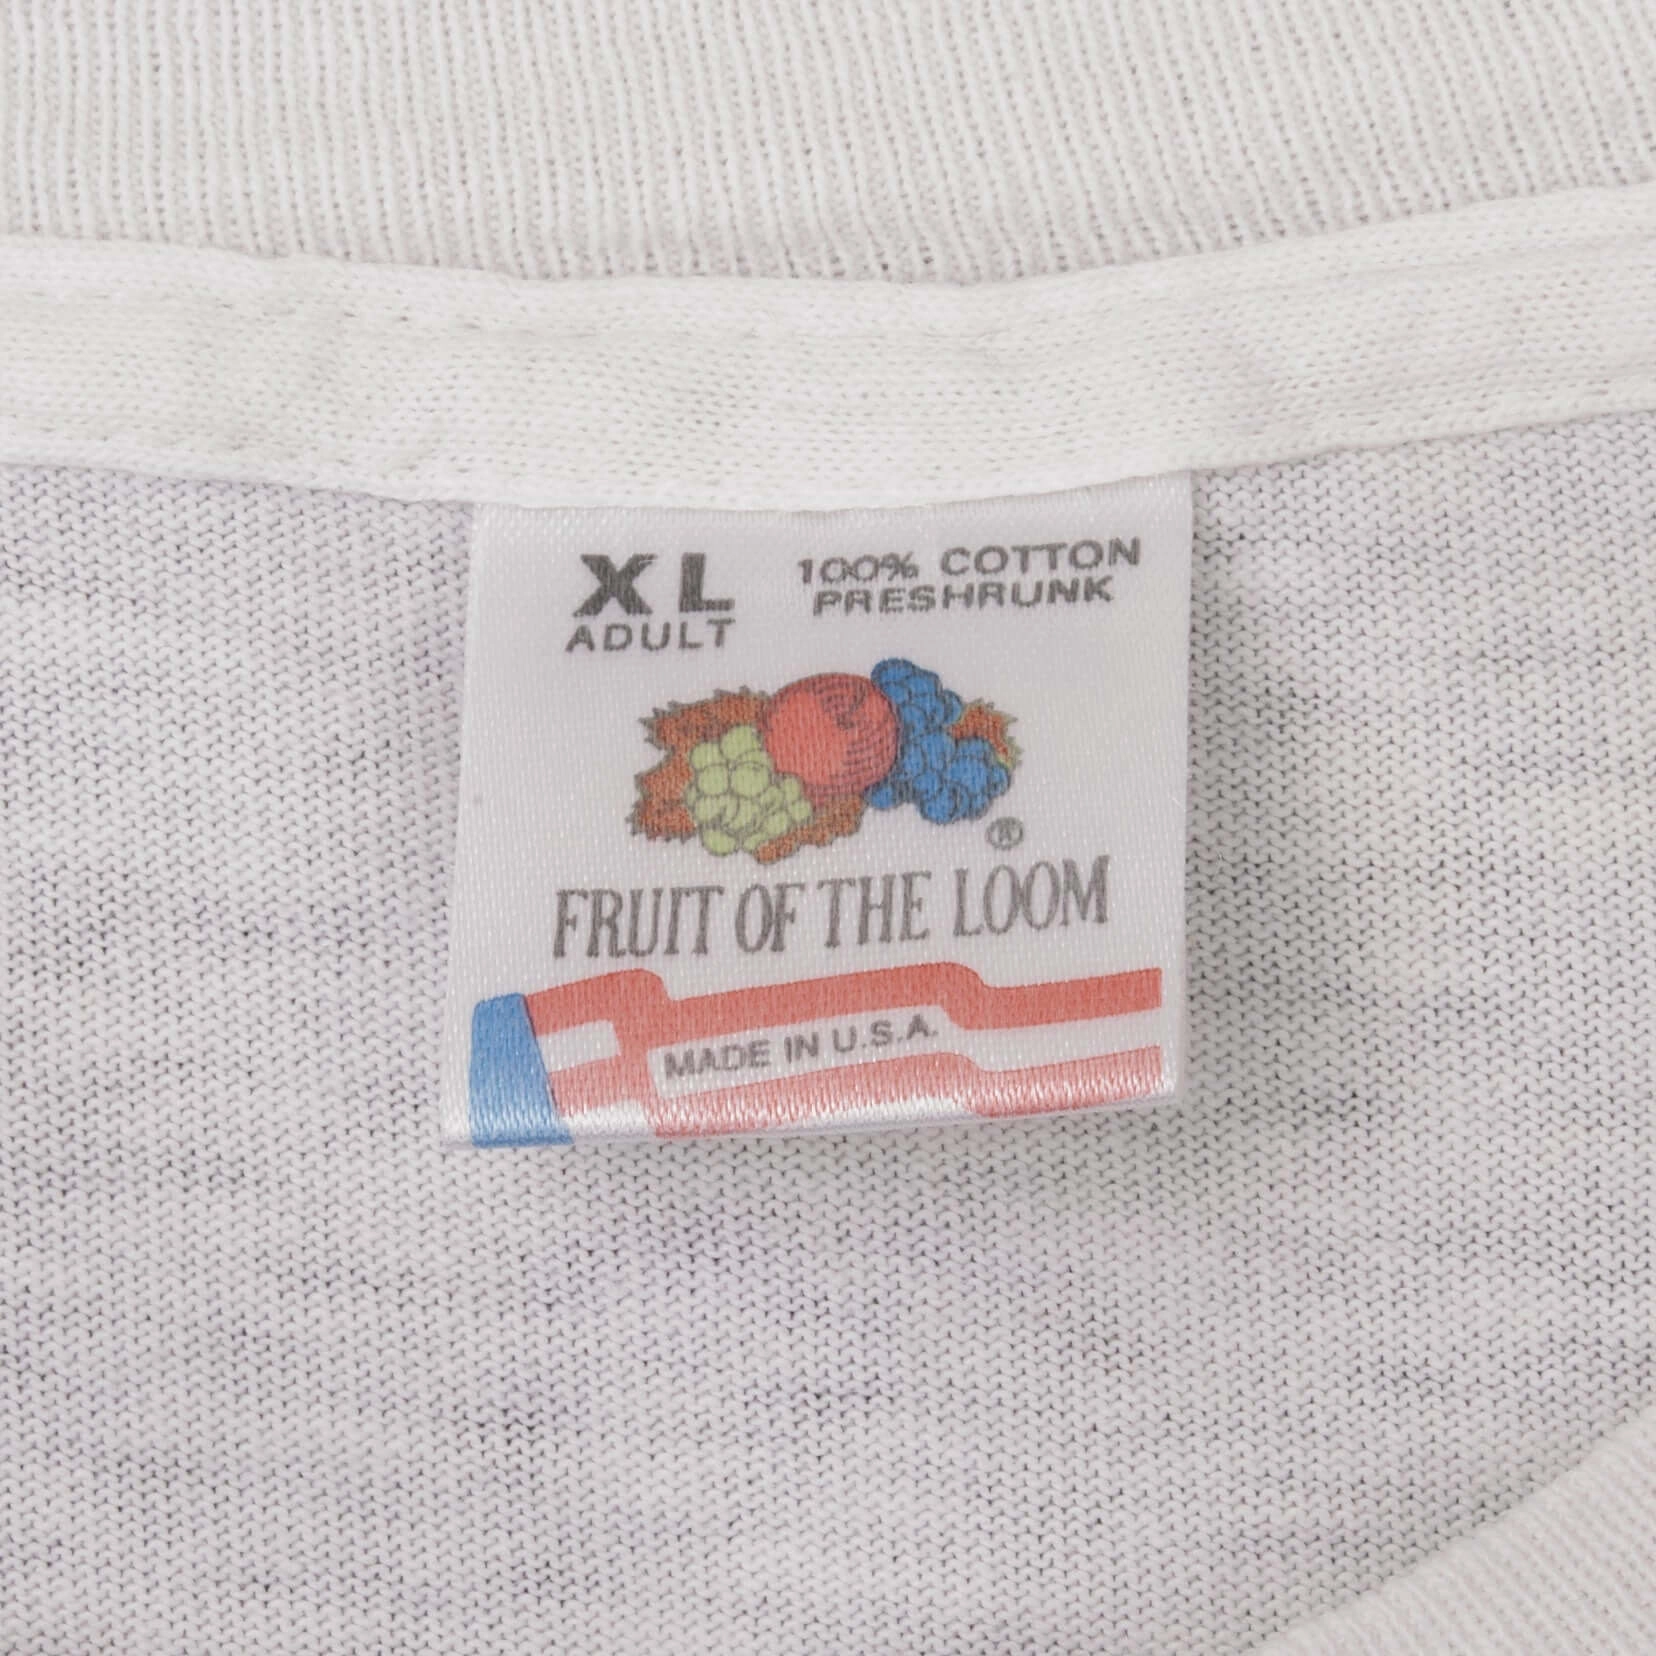 XL
ADULT
100% COTTON
PRESHRUNK
®
FRUIT OF THE LOOM
MADE IN U.S.A.